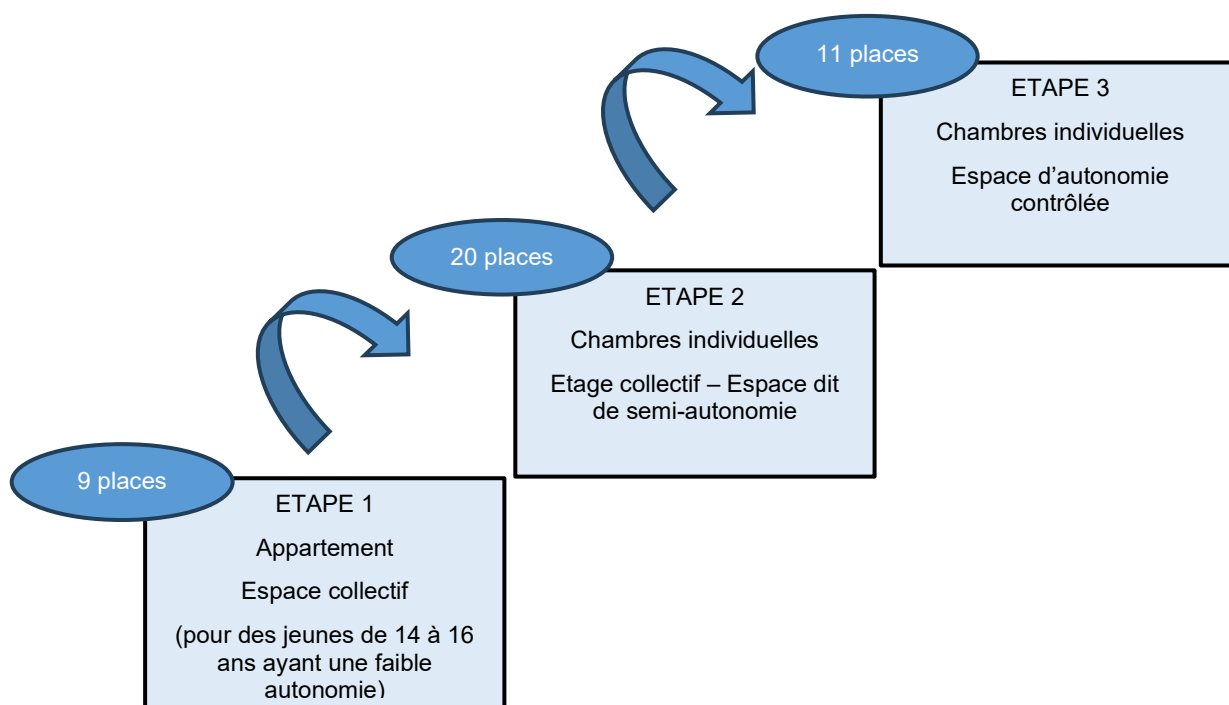 11 places
ETAPE 3
Chambres individuelles
Espace d'autonomie
contrôlée
20 places
ETAPE 2
Chambres individuelles
Etage collectif – Espace dit
de semi-autonomie
9 places
ETAPE 1
Appartement
Espace collectif
(pour des jeunes de 14 à 16
ans ayant une faible
autonomie)